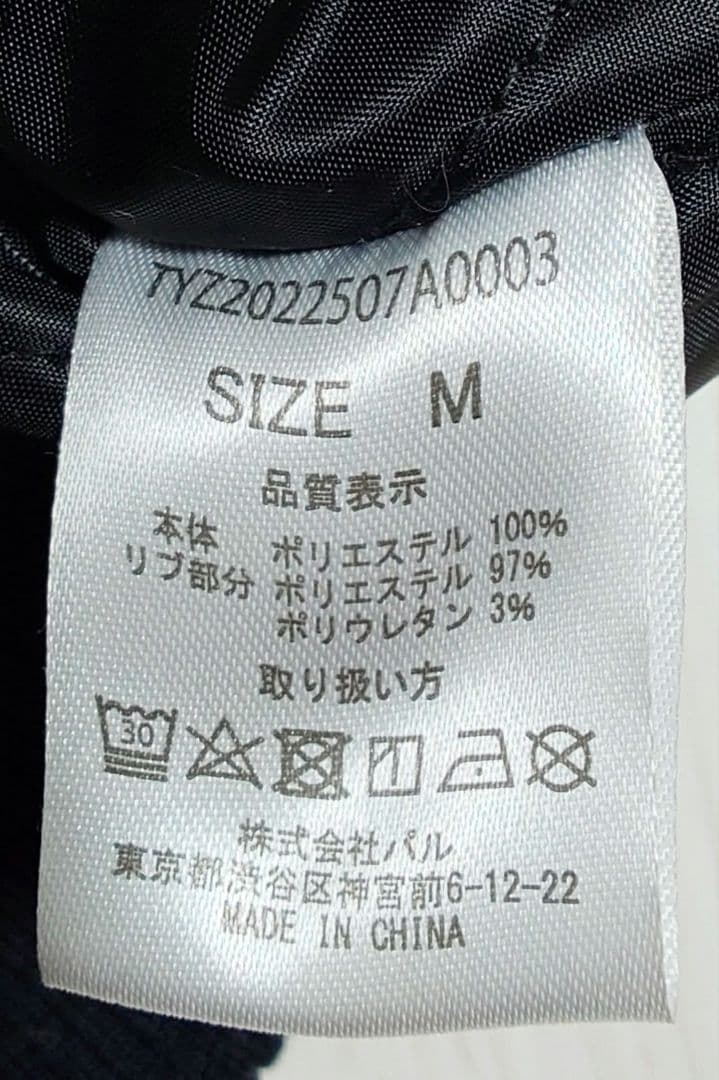 TYZ2022507A0003
SIZE M
品質表示
本体 ポリエステル 100%
リブ部分 ポリエステル 97%
ポリウレタン 3%
取り扱い方
30
株式会社パル
東京都渋谷区神宮前6-12-22
MADE IN CHINA